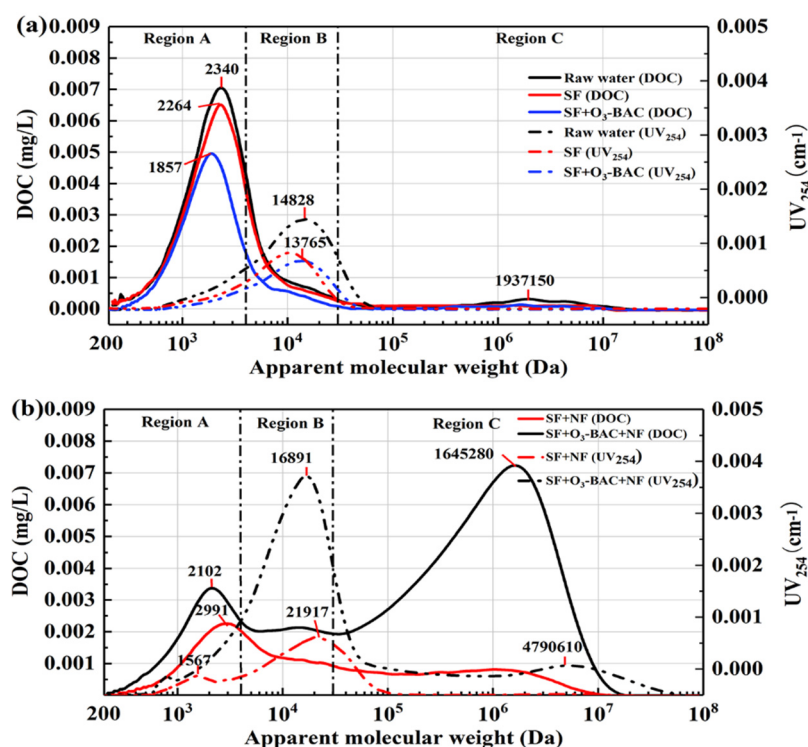 (a)
Region A Region B Region C
0.009
0.008
0.007
0.006
0.005
0.004
0.003
0.002
0.001
0.000
DOC (mg/L)
2340
2264
1857
14828
13765
1937150
Raw water (DOC)
SF (DOC)
SF+O₃-BAC (DOC)
Raw water (UV₂₅₄)
SF (UV₂₅₄)
SF+O₃-BAC (UV₂₅₄)
0.005
0.004
0.003
0.002
0.001
0.000
UV₂₅₄ (cm⁻¹)
200 10³ 10⁴ 10⁵ 10⁶ 10⁷ 10⁸
Apparent molecular weight (Da)
(b)
Region A Region B Region C
0.009
0.008
0.007
0.006
0.005
0.004
0.003
0.002
0.001
DOC (mg/L)
SF+NF (DOC)
SF+O₃-BAC+NF (DOC)
SF+NF (UV₂₅₄)
SF+O₃-BAC+NF (UV₂₅₄)
1645280
16891
2102
2991
1567
21917
4790610
0.005
0.004
0.003
0.002
0.001
0.000
UV₂₅₄ (cm⁻¹)
200 10³ 10⁴ 10⁵ 10⁶ 10⁷ 10⁸
Apparent molecular weight (Da)